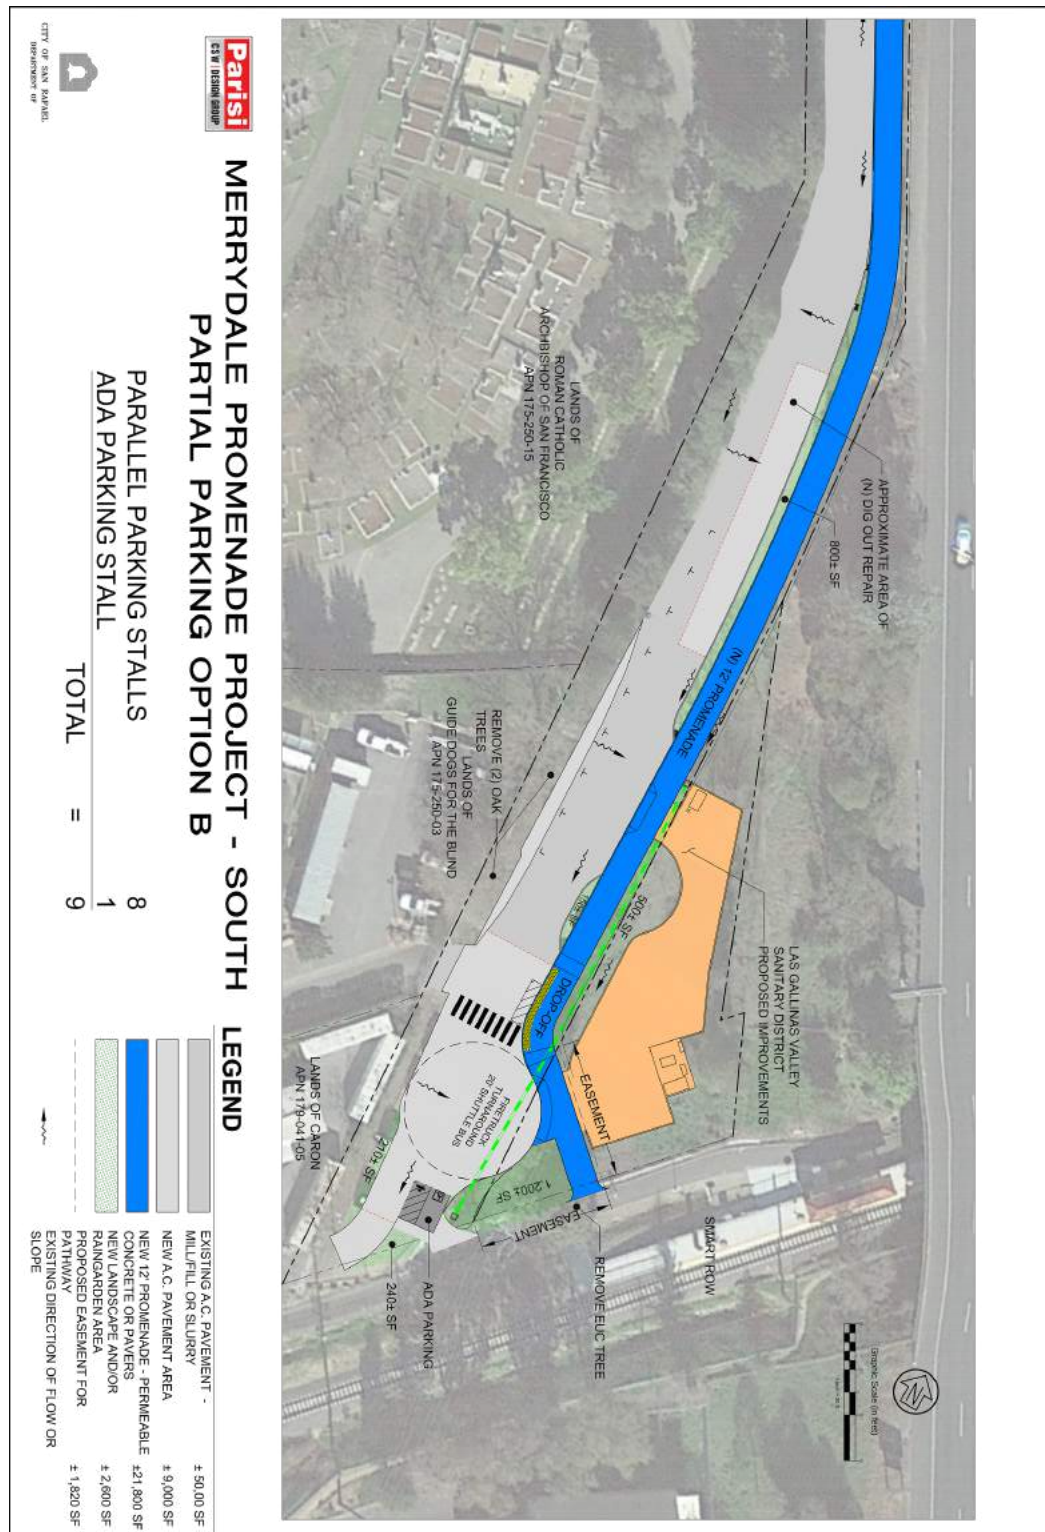 Parisi
CSW | DESIGN GROUP
MERRYDALE PROMENADE PROJECT - SOUTH
PARTIAL PARKING OPTION B
CITY OF SAN RAFAEL
DEPARTMENT OF
PARALLEL PARKING STALLS 8
ADA PARKING STALL 1
TOTAL = 9
LEGEND
EXISTING A.C. PAVEMENT -
MILL/FILL OR SLURRY ± 50,00 SF
NEW A.C. PAVEMENT AREA ± 9,000 SF
NEW 12' PROMENADE - PERMEABLE
CONCRETE OR PAVERS ±21,800 SF
NEW LANDSCAPE AND/OR
RAINGARDEN AREA ± 2,600 SF
PROPOSED EASEMENT FOR
PATHWAY ± 1,820 SF
EXISTING DIRECTION OF FLOW OR
SLOPE
APPROXIMATE AREA OF
(N) DIG OUT REPAIR
800± SF
LANDS OF
ROMAN CATHOLIC
ARCHBISHOP OF SAN FRANCISCO
APN 175-250-15
(N) 12' PROMENADE
REMOVE (2) OAK
TREES
LANDS OF
GUIDE DOGS FOR THE BLIND
APN 175-250-03
500± SF
LAS GALLINAS VALLEY
SANITARY DISTRICT
PROPOSED IMPROVEMENTS
DROP-OFF
EASEMENT
FIRETRUCK
TURNAROUND
20' SHUTTLE BUS
LANDS OF CARON
APN 179-041-05
210± SF
1,200± SF
EASEMENT
SMART ROW
REMOVE EUC TREE
ADA PARKING
240± SF
N
Graphic Scale (in feet)